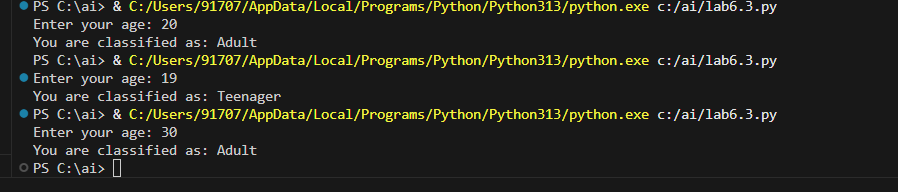 PS C:\ai> & C:/Users/91707/AppData/Local/Programs/Python/Python313/python.exe c:/ai/lab6.3.py
Enter your age: 20
You are classified as: Adult
PS C:\ai> & C:/Users/91707/AppData/Local/Programs/Python/Python313/python.exe c:/ai/lab6.3.py
Enter your age: 19
You are classified as: Teenager
PS C:\ai> & C:/Users/91707/AppData/Local/Programs/Python/Python313/python.exe c:/ai/lab6.3.py
Enter your age: 30
You are classified as: Adult
PS C:\ai>